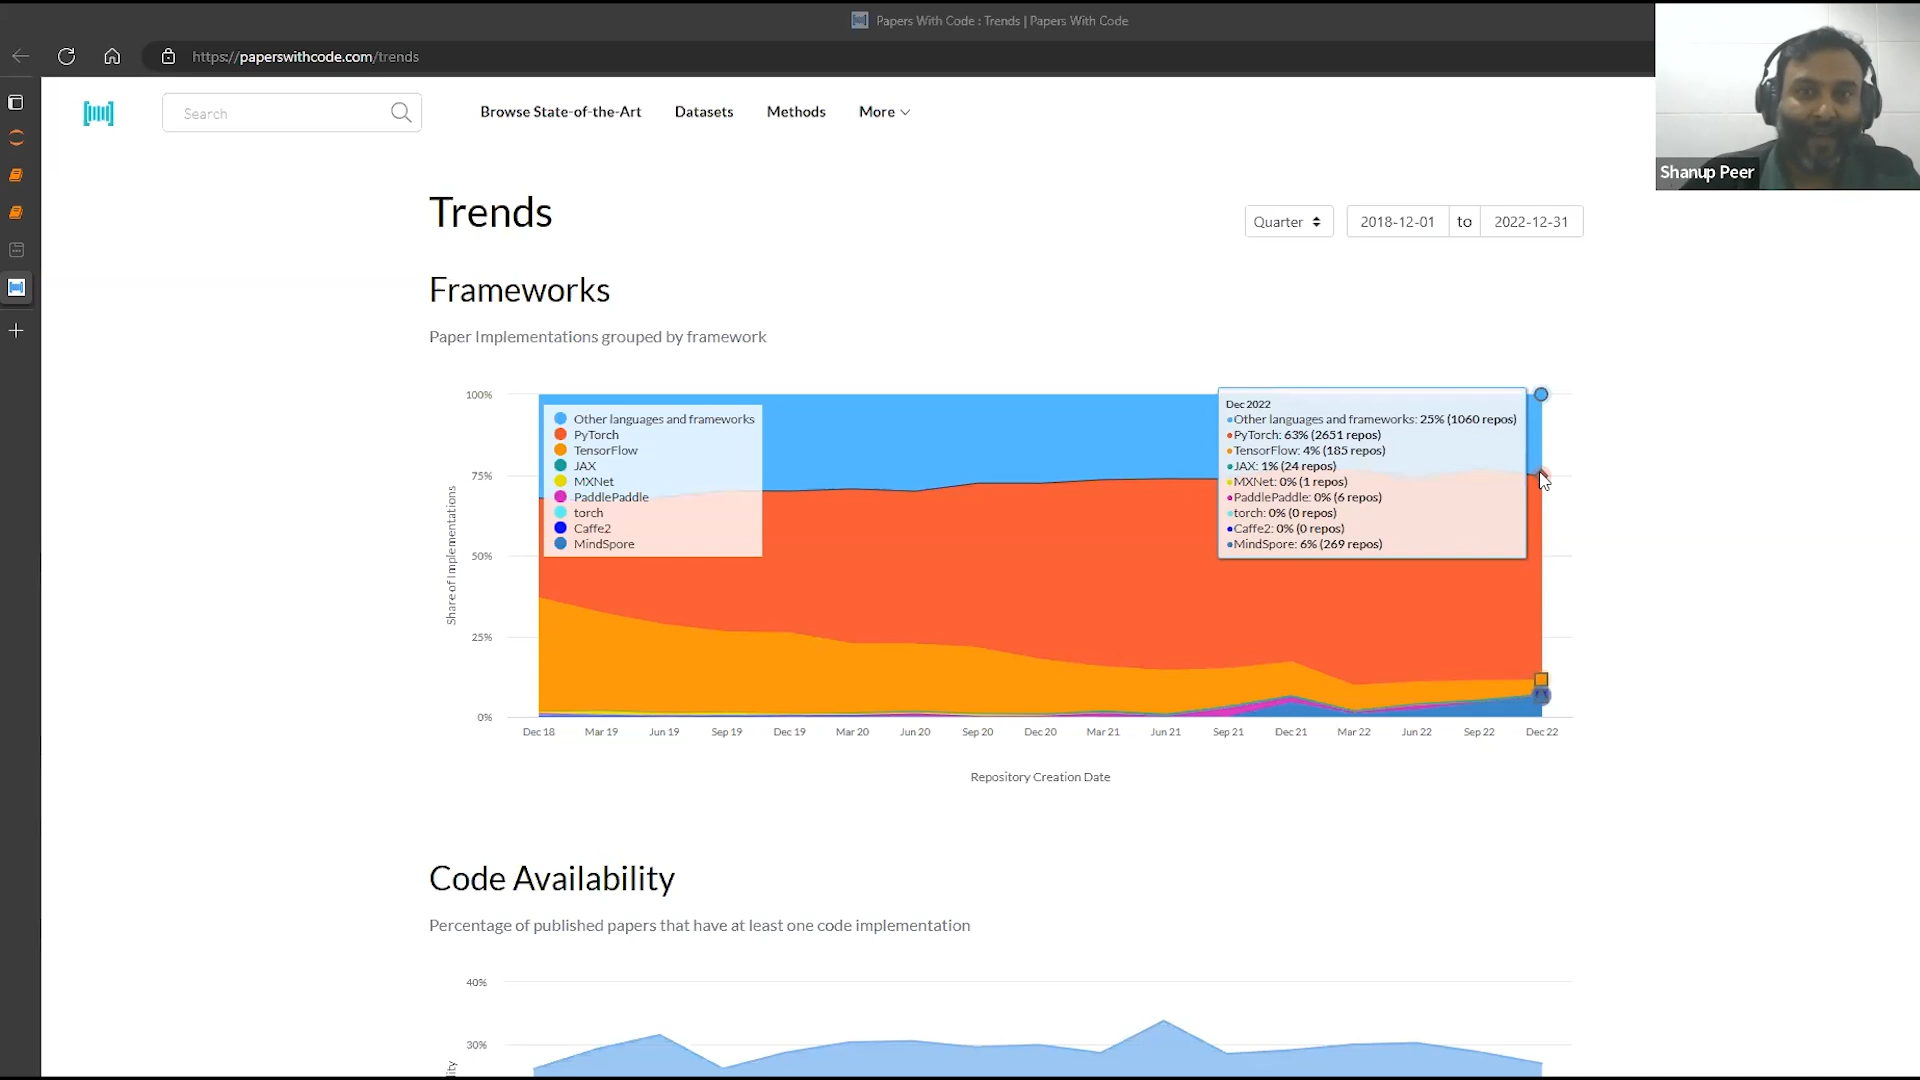 Papers With Code : Trends | Papers With Code
https://paperswithcode.com/trends
Shanup Peer
Search
Browse State-of-the-Art
Datasets
Methods
More
Trends
Quarter
2018-12-01 to 2022-12-31
Frameworks
Paper Implementations grouped by framework
100%
75%
50%
25%
0%
Share of Implementations
Other languages and frameworks
PyTorch
TensorFlow
JAX
MXNet
PaddlePaddle
torch
Caffe2
MindSpore
Dec 2022
Other languages and frameworks: 25% (1060 repos)
PyTorch: 63% (2651 repos)
TensorFlow: 4% (185 repos)
JAX: 1% (24 repos)
MXNet: 0% (1 repos)
PaddlePaddle: 0% (6 repos)
torch: 0% (0 repos)
Caffe2: 0% (0 repos)
MindSpore: 6% (269 repos)
Dec 18 Mar 19 Jun 19 Sep 19 Dec 19 Mar 20 Jun 20 Sep 20 Dec 20 Mar 21 Jun 21 Sep 21 Dec 21 Mar 22 Jun 22 Sep 22 Dec 22
Repository Creation Date
Code Availability
Percentage of published papers that have at least one code implementation
40%
30%